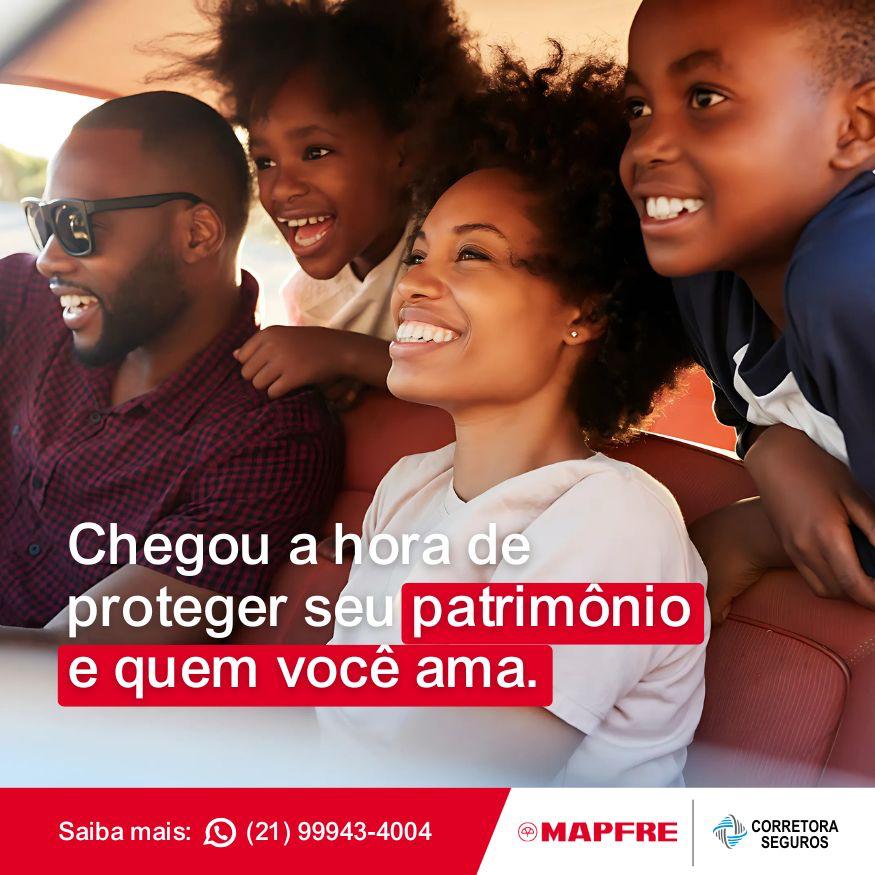 Chegou a hora de
proteger seu patrimônio
e quem você ama.
Saiba mais: (21) 99943-4004
MAPFRE
CORRETORA
SEGUROS